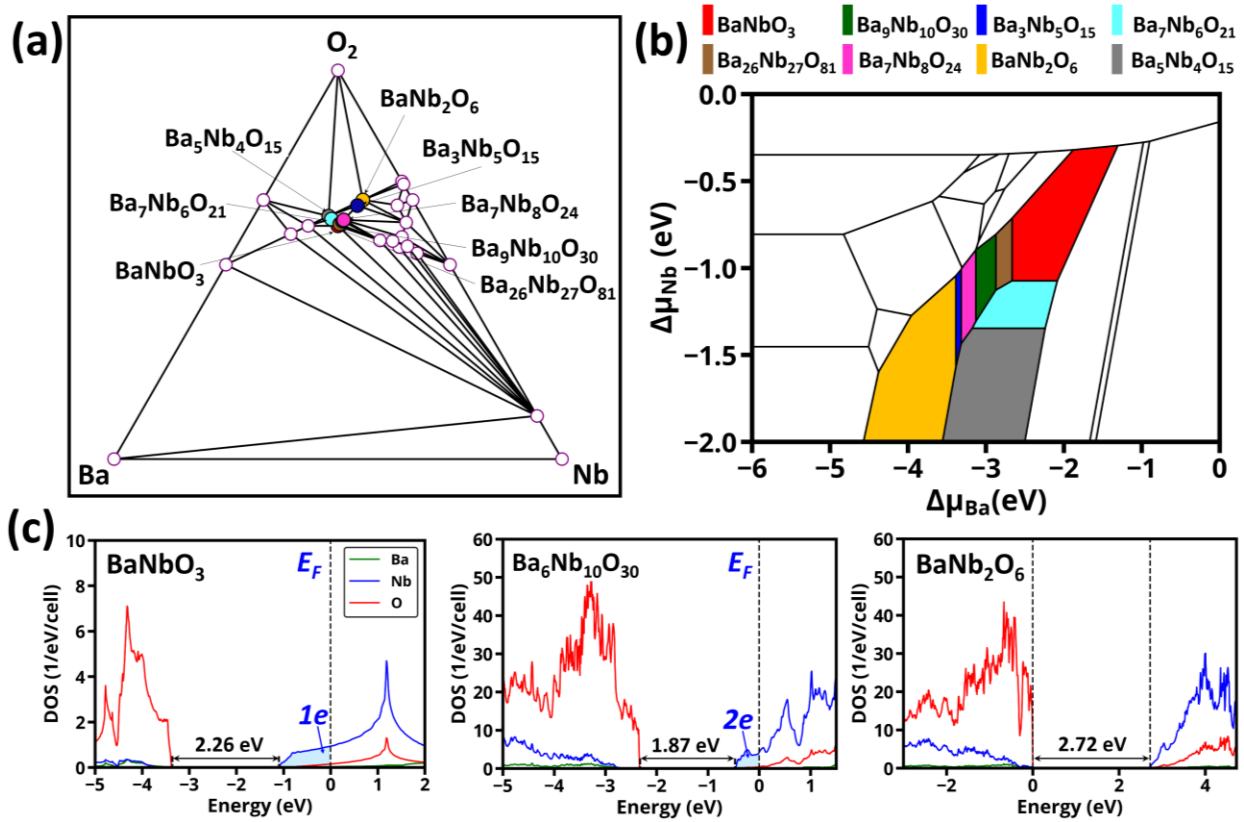 (a)
O2
BaNb2O6
Ba5Nb4O15
Ba3Nb5O15
Ba7Nb6O21
Ba7Nb8O24
Ba9Nb10O30
BaNbO3
Ba26Nb27O81
Ba
Nb
(b)
BaNbO3 Ba9Nb10O30 Ba3Nb5O15 Ba7Nb6O21
Ba26Nb27O81 Ba7Nb8O24 BaNb2O6 Ba5Nb4O15
0.0
−0.5
−1.0
−1.5
−2.0
ΔμNb (eV)
−6 −5 −4 −3 −2 −1 0
ΔμBa(eV)
(c)
BaNbO3
EF
Ba
Nb
O
10
8
6
4
2
0
DOS (1/eV/cell)
1e
2.26 eV
-5 -4 -3 -2 -1 0 1 2
Energy (eV)
Ba6Nb10O30
EF
60
50
40
30
20
10
0
DOS (1/eV/cell)
2e
1.87 eV
-5 -4 -3 -2 -1 0 1
Energy (eV)
BaNb2O6
60
50
40
30
20
10
0
DOS (1/eV/cell)
2.72 eV
-2 0 2 4
Energy (eV)